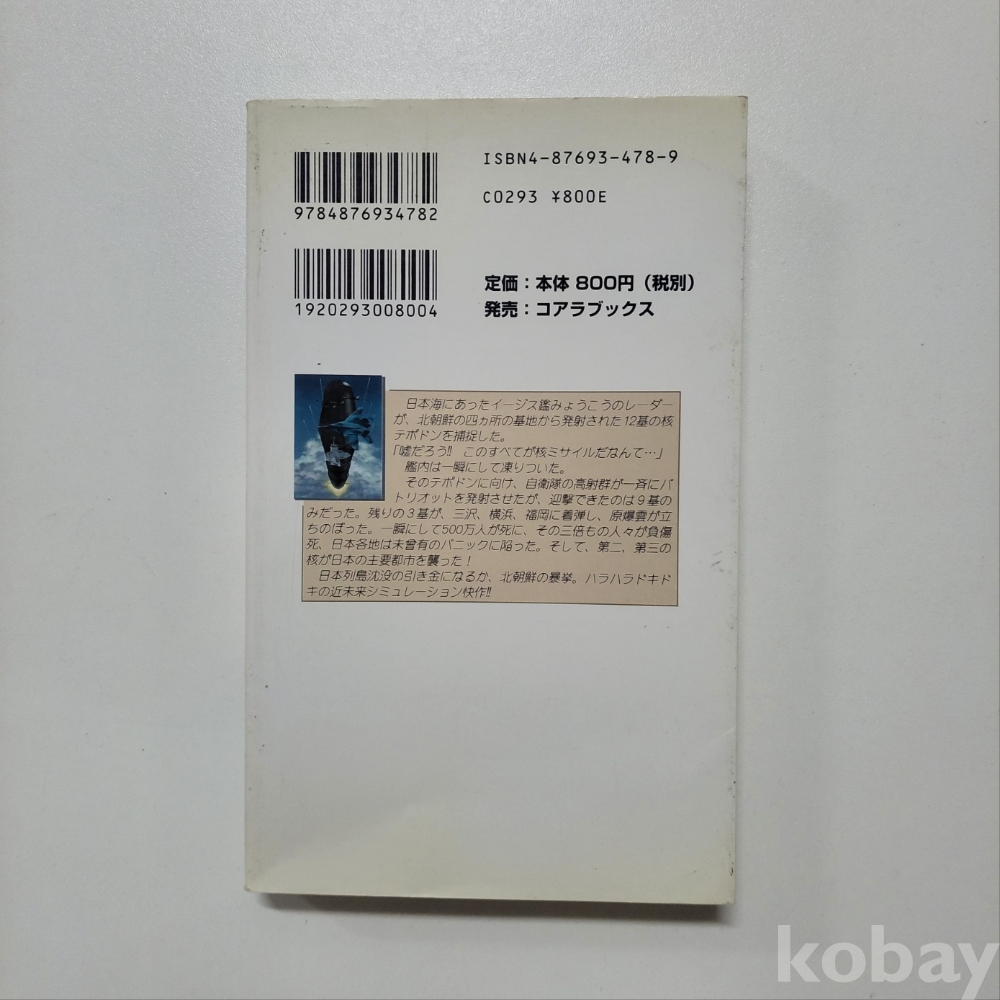 ISBN4-87693-478-9
9784876934782
C0293 ¥800E
1920293008004
定価：本体 800円（税別）
発売：コアラブックス
日本海にあったイージス鑑みょうこうのレーダー
が、北朝鮮の四ヵ所の基地から発射された12基の核
テポドンを捕捉した。
「嘘だろう!! このすべてが核ミサイルだなんて…」
艦内は一瞬にして凍りついた。
そのテポドンに向け、自衛隊の高射群が一斉にパ
トリオットを発射させたが、迎撃できたのは９基の
みだった。残りの３基が、三沢、横浜、福岡に着弾し、原爆雲が立
ちのぼった。一瞬にして500万人が死に、その三倍もの人々が負傷
死、日本各地は未曾有のパニックに陥った。そして、第二、第三の
核が日本の主要都市を襲った！
日本列島沈没の引き金になるか、北朝鮮の暴挙。ハラハラドキド
キの近未来シミュレーション快作!!
kobay